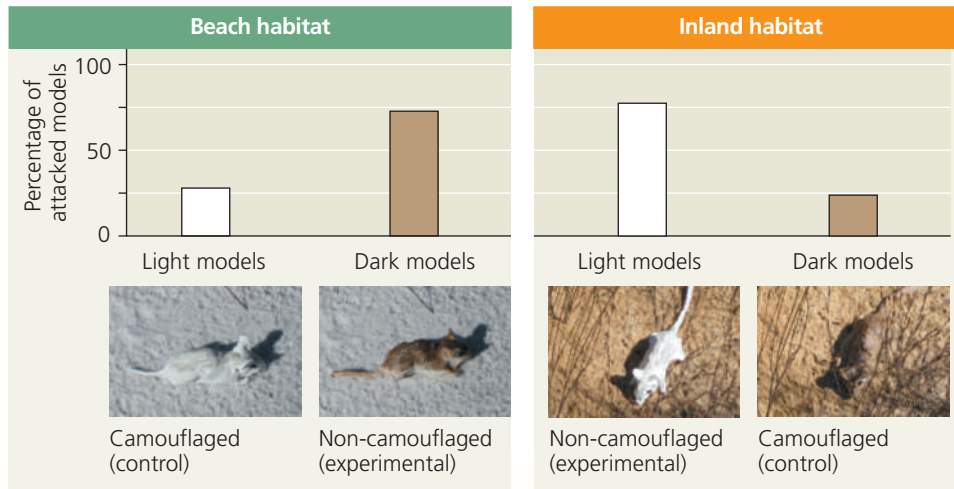 Beach habitat
Percentage of
attacked models
100
50
0
Light models
Dark models
Camouflaged
(control)
Non-camouflaged
(experimental)
Inland habitat
Light models
Dark models
Non-camouflaged
(experimental)
Camouflaged
(control)